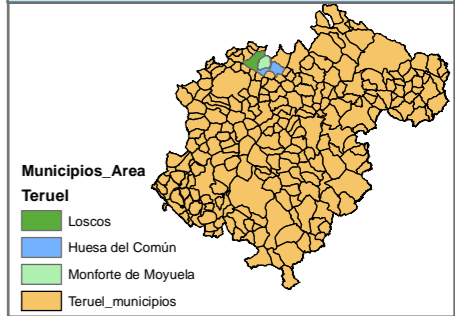 Municipios_Area
Teruel
Loscos
Huesa del Común
Monforte de Moyuela
Teruel_municipios